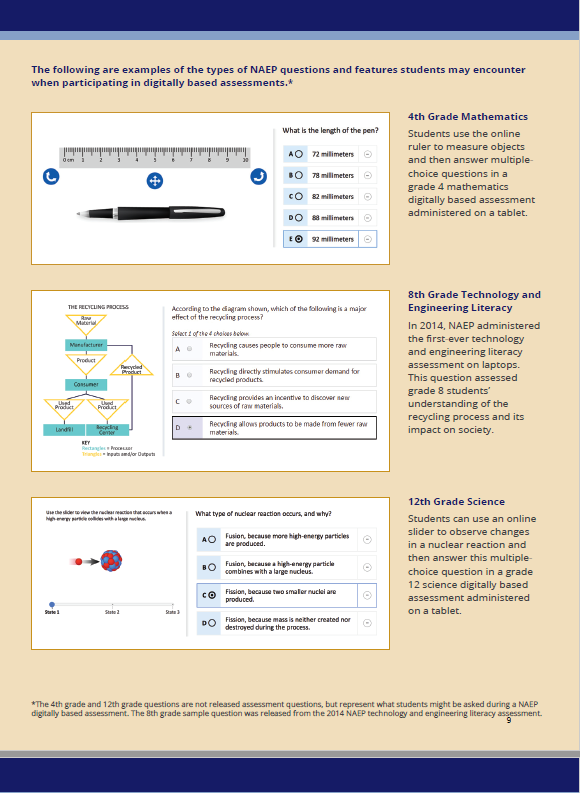 The following are examples of the types of NAEP questions and features students may encounter
when participating in digitally based assessments.*
0 cm 1 2 3 4 5 6 7 8 9 10
What is the length of the pen?
A 72 millimeters
B 78 millimeters
C 82 millimeters
D 88 millimeters
E 92 millimeters
4th Grade Mathematics
Students use the online
ruler to measure objects
and then answer multiple-
choice questions in a
grade 4 mathematics
digitally based assessment
administered on a tablet.
THE RECYCLING PROCESS
Raw
Material
Manufacturer
Product
Recycled
Product
Consumer
Used
Product
Used
Product
Landfill
Recycling
Center
KEY
Rectangles = Processor
Triangles = Inputs and/or Outputs
According to the diagram shown, which of the following is a major
effect of the recycling process?
Select 1 of the 4 choices below.
A Recycling causes people to consume more raw
materials.
B Recycling directly stimulates consumer demand for
recycled products.
C Recycling provides an incentive to discover new
sources of raw materials.
D Recycling allows products to be made from fewer raw
materials.
8th Grade Technology and
Engineering Literacy
In 2014, NAEP administered
the first-ever technology
and engineering literacy
assessment on laptops.
This question assessed
grade 8 students'
understanding of the
recycling process and its
impact on society.
Use the slider to view the nuclear reaction that occurs when a
high-energy particle collides with a large nucleus.
State 1 State 2 State 3
What type of nuclear reaction occurs, and why?
A Fusion, because more high-energy particles
are produced.
B Fusion, because a high-energy particle
combines with a large nucleus.
C Fission, because two smaller nuclei are
produced.
D Fission, because mass is neither created nor
destroyed during the process.
12th Grade Science
Students can use an online
slider to observe changes
in a nuclear reaction and
then answer this multiple-
choice question in a grade
12 science digitally based
assessment administered
on a tablet.
*The 4th grade and 12th grade questions are not released assessment questions, but represent what students might be asked during a NAEP
digitally based assessment. The 8th grade sample question was released from the 2014 NAEP technology and engineering literacy assessment.
9